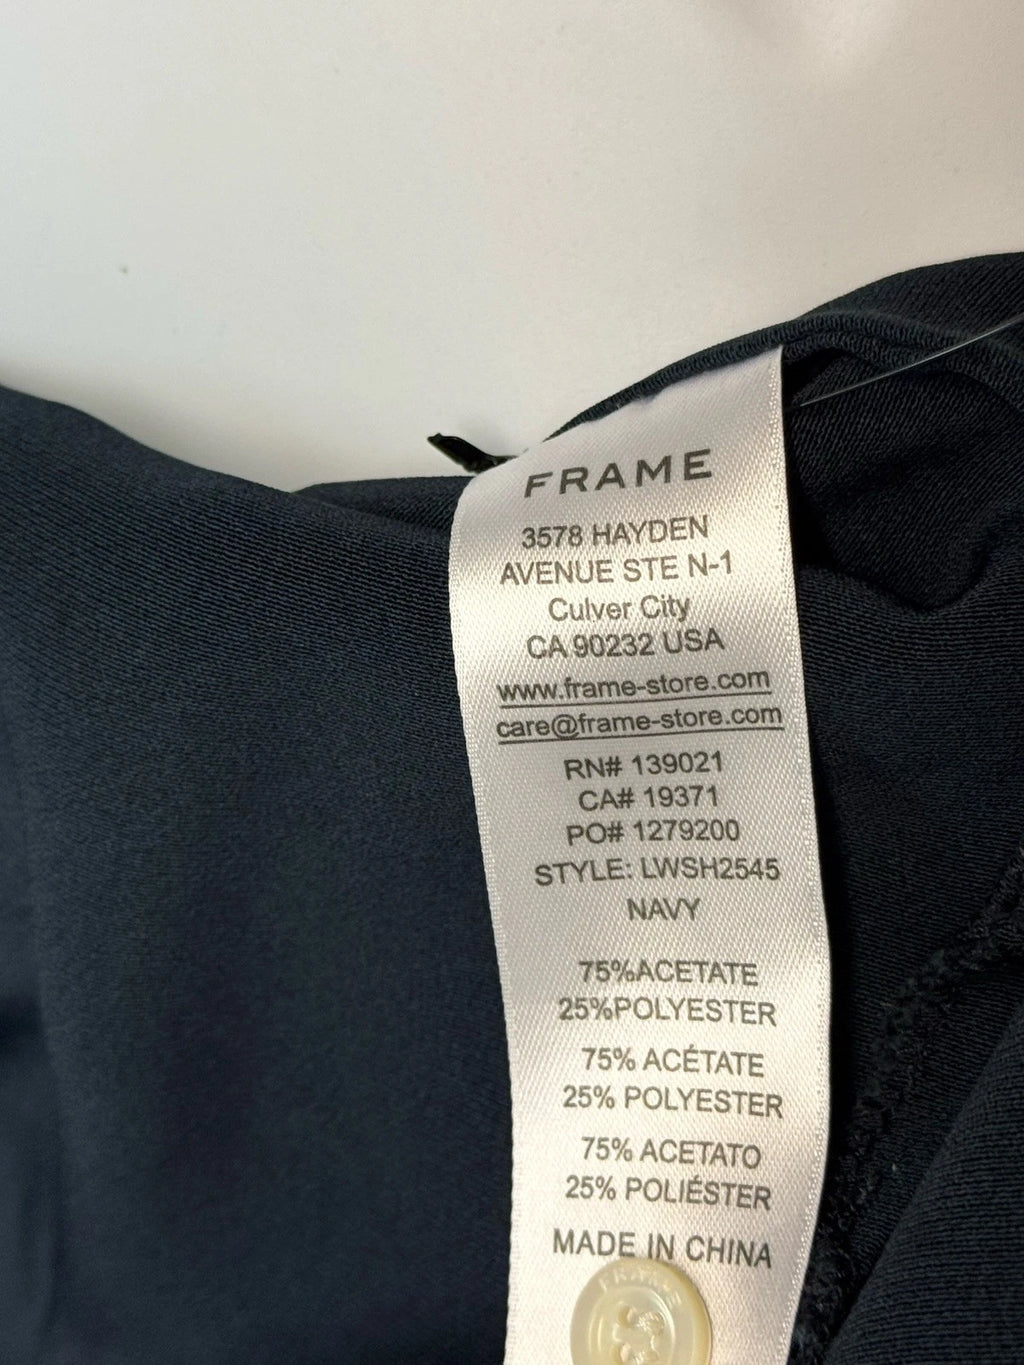 FRAME
3578 HAYDEN
AVENUE STE N-1
Culver City
CA 90232 USA
www.frame-store.com
care@frame-store.com
RN# 139021
CA# 19371
PO# 1279200
STYLE: LWSH2545
NAVY
75%ACETATE
25%POLYESTER
75% ACÉTATE
25% POLYESTER
75% ACETATO
25% POLIÉSTER
MADE IN CHINA
FRAME